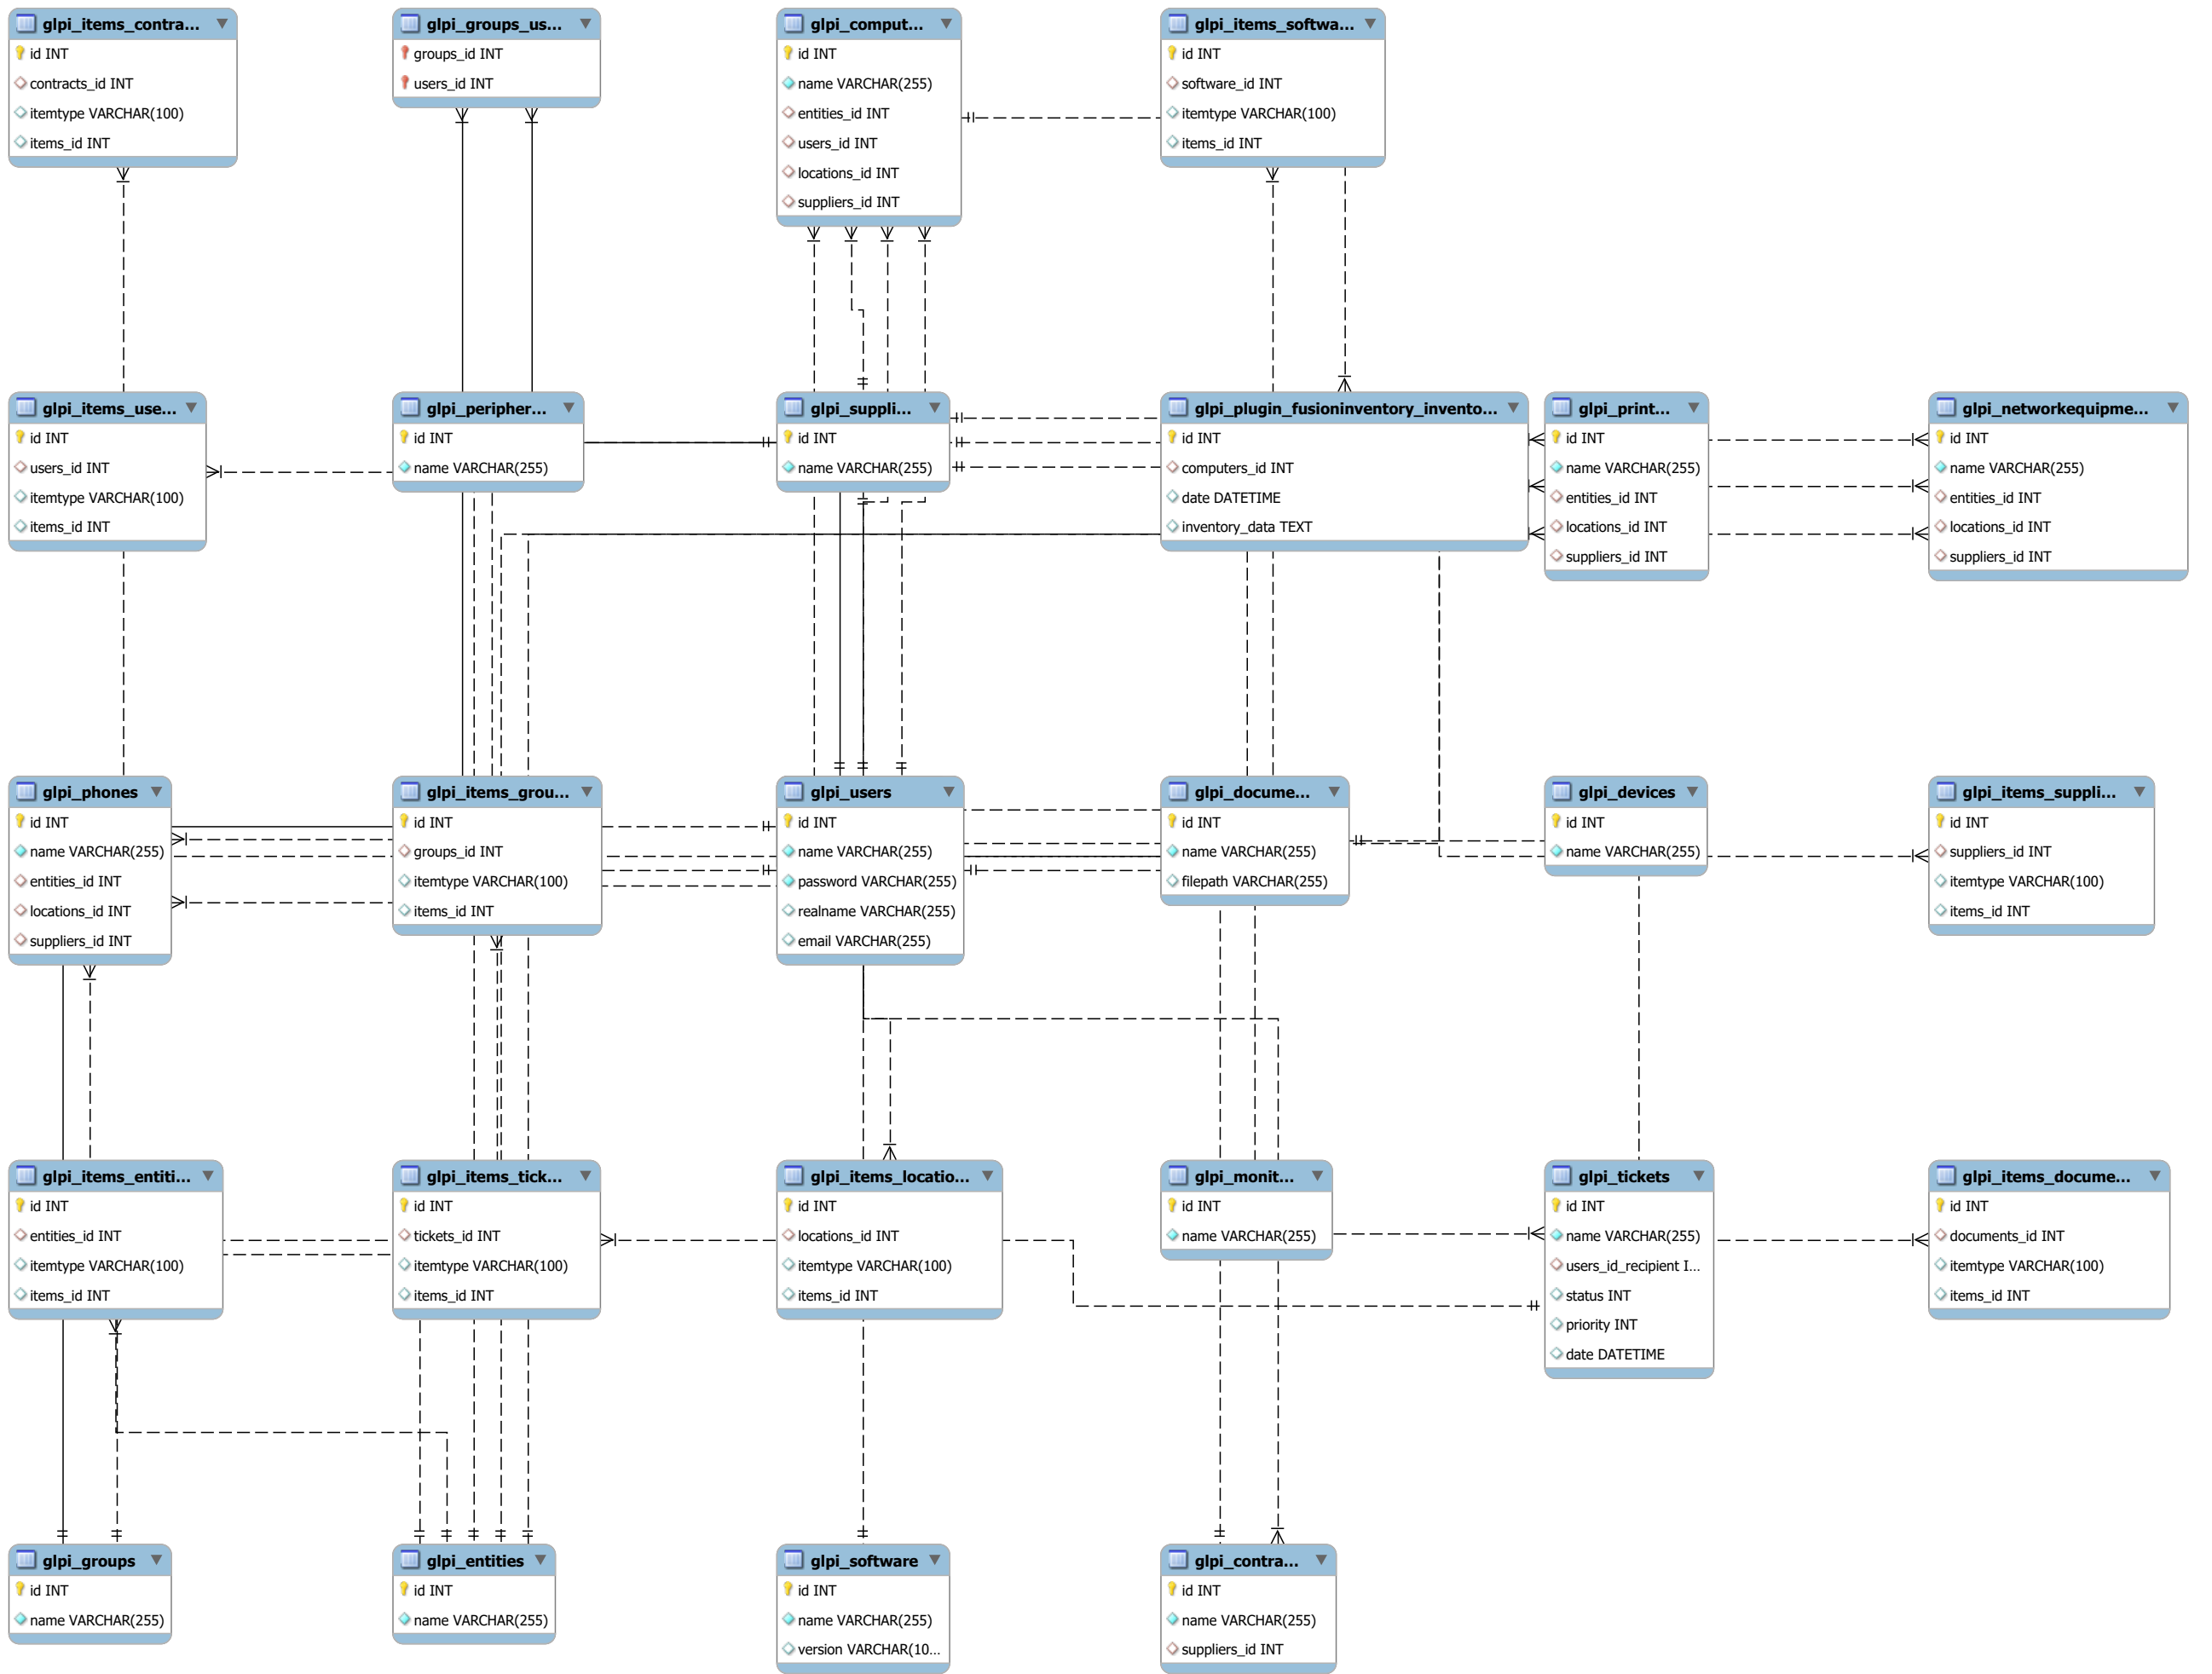 glpi_items_contra...
id INT
contracts_id INT
itemtype VARCHAR(100)
items_id INT
glpi_groups_us...
groups_id INT
users_id INT
glpi_comput...
id INT
name VARCHAR(255)
entities_id INT
users_id INT
locations_id INT
suppliers_id INT
glpi_items_softwa...
id INT
software_id INT
itemtype VARCHAR(100)
items_id INT
glpi_items_use...
id INT
users_id INT
itemtype VARCHAR(100)
items_id INT
glpi_peripher...
id INT
name VARCHAR(255)
glpi_suppli...
id INT
name VARCHAR(255)
glpi_plugin_fusioninventory_invento...
id INT
computers_id INT
date DATETIME
inventory_data TEXT
glpi_print...
id INT
name VARCHAR(255)
entities_id INT
locations_id INT
suppliers_id INT
glpi_networkequipme...
id INT
name VARCHAR(255)
entities_id INT
locations_id INT
suppliers_id INT
glpi_phones
id INT
name VARCHAR(255)
entities_id INT
locations_id INT
suppliers_id INT
glpi_items_grou...
id INT
groups_id INT
itemtype VARCHAR(100)
items_id INT
glpi_users
id INT
name VARCHAR(255)
password VARCHAR(255)
realname VARCHAR(255)
email VARCHAR(255)
glpi_docume...
id INT
name VARCHAR(255)
filepath VARCHAR(255)
glpi_devices
id INT
name VARCHAR(255)
glpi_items_suppli...
id INT
suppliers_id INT
itemtype VARCHAR(100)
items_id INT
glpi_items_entiti...
id INT
entities_id INT
itemtype VARCHAR(100)
items_id INT
glpi_items_tick...
id INT
tickets_id INT
itemtype VARCHAR(100)
items_id INT
glpi_items_locatio...
id INT
locations_id INT
itemtype VARCHAR(100)
items_id INT
glpi_monit...
id INT
name VARCHAR(255)
glpi_tickets
id INT
name VARCHAR(255)
users_id_recipient I...
status INT
priority INT
date DATETIME
glpi_items_docume...
id INT
documents_id INT
itemtype VARCHAR(100)
items_id INT
glpi_groups
id INT
name VARCHAR(255)
glpi_entities
id INT
name VARCHAR(255)
glpi_software
id INT
name VARCHAR(255)
version VARCHAR(10...
glpi_contra...
id INT
name VARCHAR(255)
suppliers_id INT